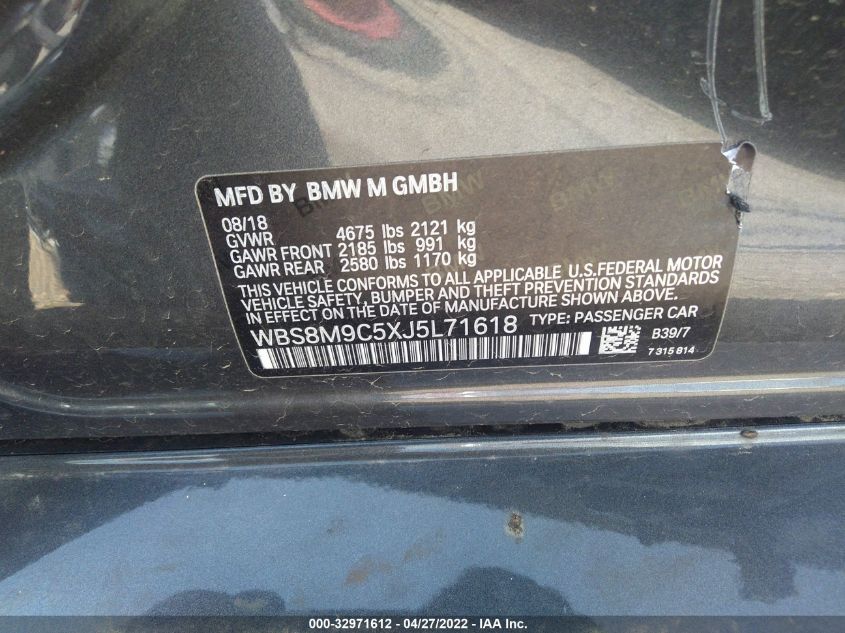 MFD BY BMW M GMBH
08/18
GVWR 4675 lbs 2121 kg
GAWR FRONT 2185 lbs 991 kg
GAWR REAR 2580 lbs 1170 kg
THIS VEHICLE CONFORMS TO ALL APPLICABLE U.S.FEDERAL MOTOR
VEHICLE SAFETY, BUMPER AND THEFT PREVENTION STANDARDS
IN EFFECT ON THE DATE OF MANUFACTURE SHOWN ABOVE.
WBS8M9C5XJ5L71618 TYPE: PASSENGER CAR
B39/7
7 315 814
000-32971612 - 04/27/2022 - IAA Inc.